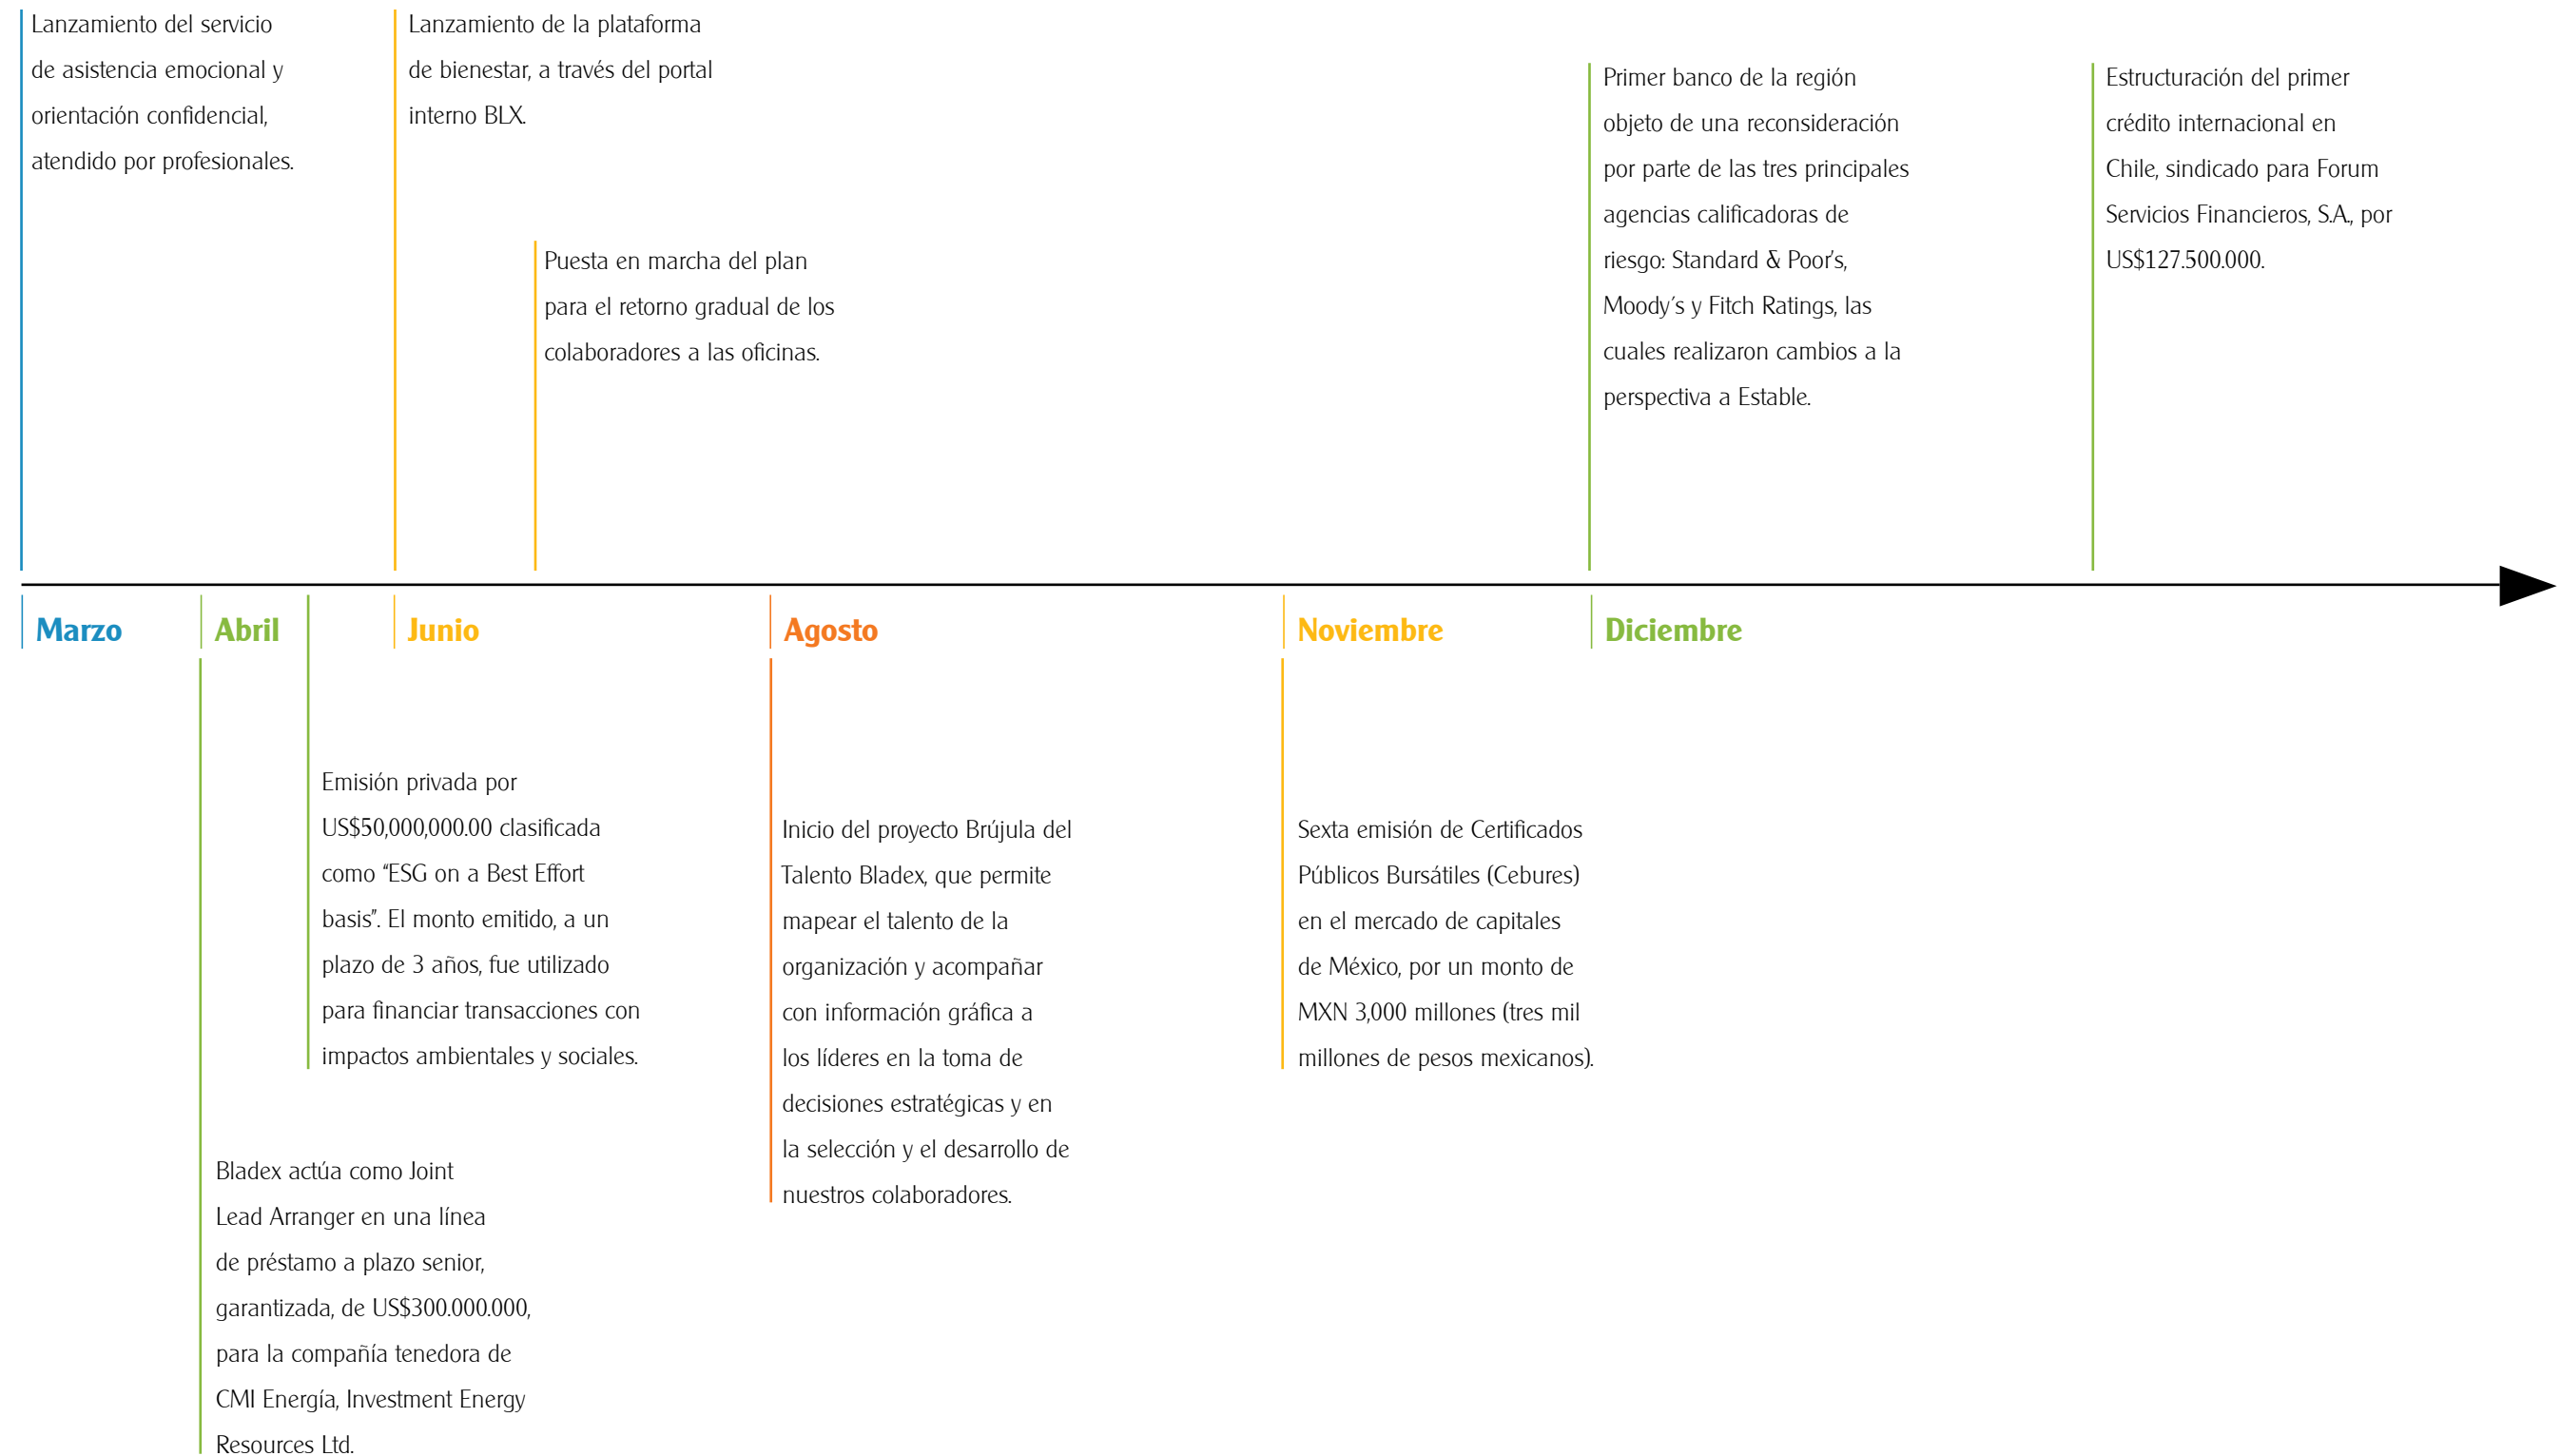 Lanzamiento del servicio
de asistencia emocional y
orientación confidencial,
atendido por profesionales.
Lanzamiento de la plataforma
de bienestar, a través del portal
interno BLX.
Puesta en marcha del plan
para el retorno gradual de los
colaboradores a las oficinas.
Primer banco de la región
objeto de una reconsideración
por parte de las tres principales
agencias calificadoras de
riesgo: Standard & Poor's,
Moody´s y Fitch Ratings, las
cuales realizaron cambios a la
perspectiva a Estable.
Estructuración del primer
crédito internacional en
Chile, sindicado para Forum
Servicios Financieros, S.A., por
US$127.500.000.
Marzo
Abril
Junio
Agosto
Noviembre
Diciembre
Emisión privada por
US$50,000,000.00 clasificada
como “ESG on a Best Effort
basis”. El monto emitido, a un
plazo de 3 años, fue utilizado
para financiar transacciones con
impactos ambientales y sociales.
Bladex actúa como Joint
Lead Arranger en una línea
de préstamo a plazo senior,
garantizada, de US$300.000.000,
para la compañía tenedora de
CMI Energía, Investment Energy
Resources Ltd.
Inicio del proyecto Brújula del
Talento Bladex, que permite
mapear el talento de la
organización y acompañar
con información gráfica a
los líderes en la toma de
decisiones estratégicas y en
la selección y el desarrollo de
nuestros colaboradores.
Sexta emisión de Certificados
Públicos Bursátiles (Cebures)
en el mercado de capitales
de México, por un monto de
MXN 3,000 millones (tres mil
millones de pesos mexicanos).